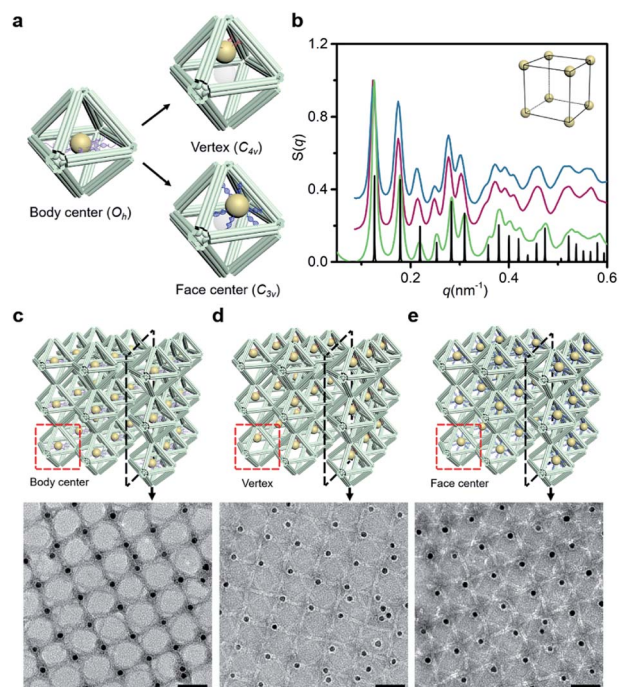 a
Vertex (C4v)
Body center (Oh)
Face center (C3v)
b
S(q)
1.2
0.8
0.4
0.0
0.2
0.4
0.6
q(nm-1)
c
d
e
Body center
Vertex
Face center